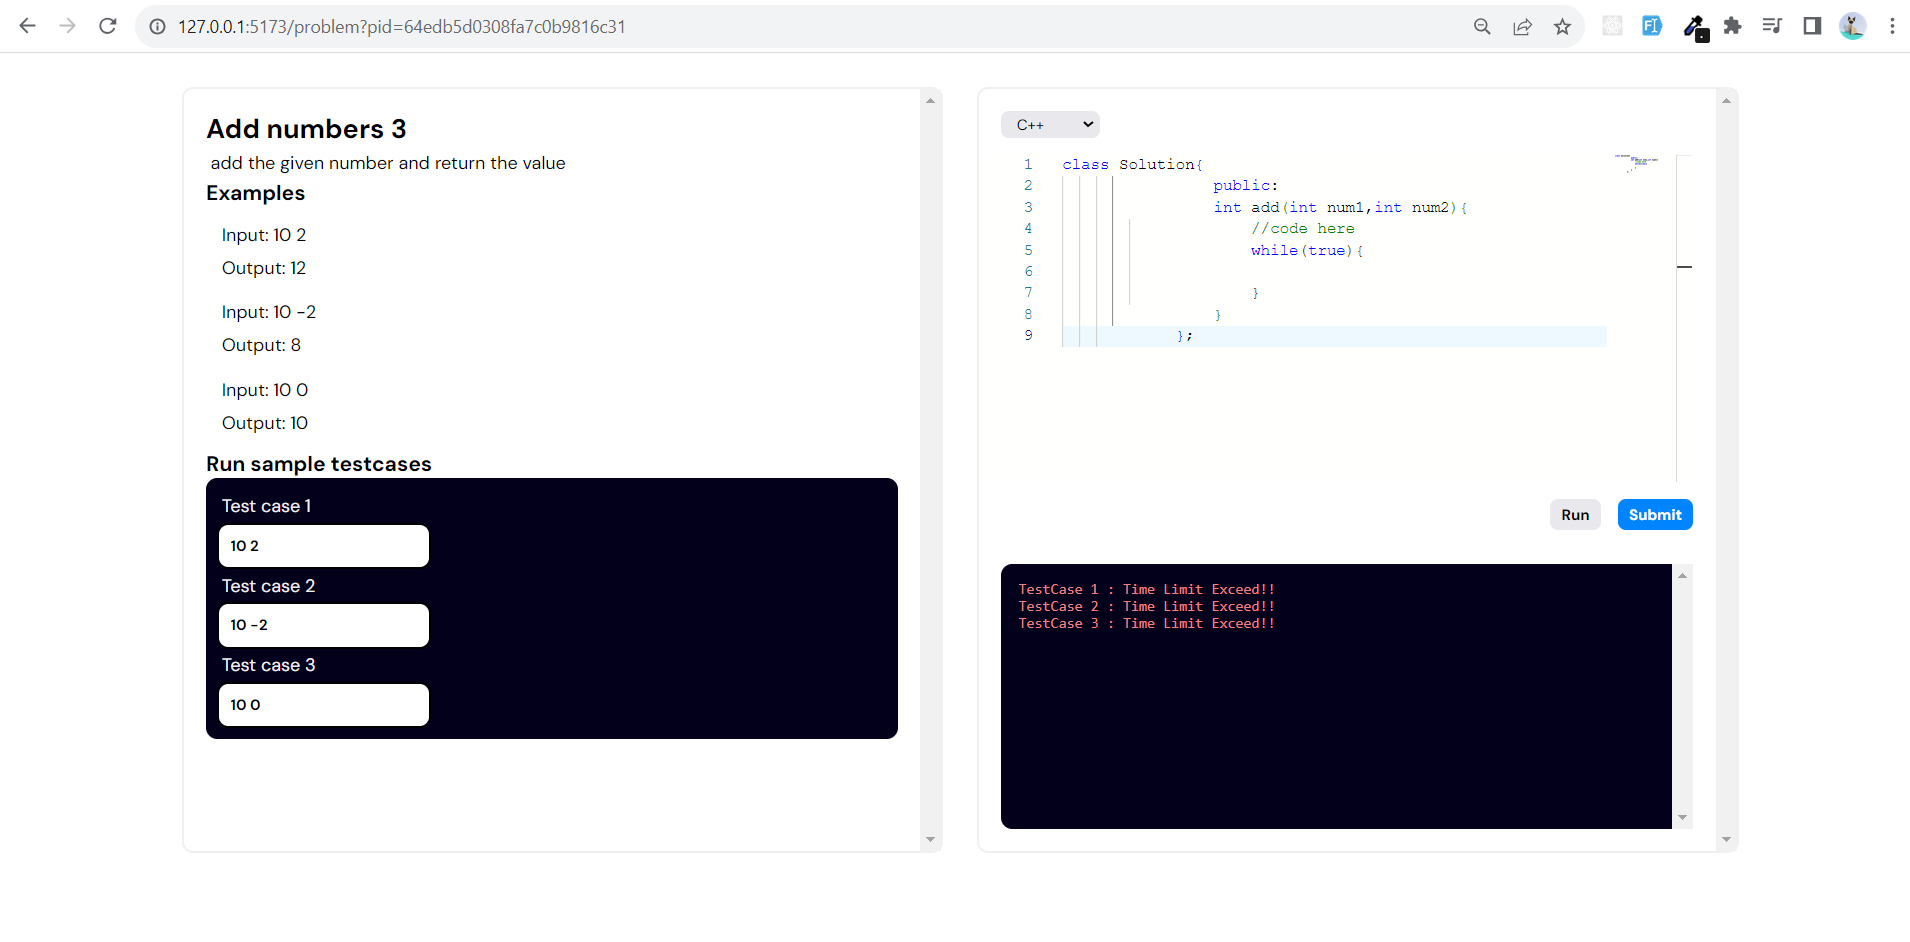 127.0.0.1:5173/problem?pid=64edb5d0308fa7c0b9816c31
Add numbers 3
add the given number and return the value
Examples
Input: 10 2
Output: 12
Input: 10 -2
Output: 8
Input: 10 0
Output: 10
Run sample testcases
Test case 1
10 2
Test case 2
10 -2
Test case 3
10 0
C++
1 class Solution{
2 public:
3 int add(int num1,int num2){
4 //code here
5 while(true){
6
7 }
8 }
9 };
Run
Submit
TestCase 1 : Time Limit Exceed!!
TestCase 2 : Time Limit Exceed!!
TestCase 3 : Time Limit Exceed!!